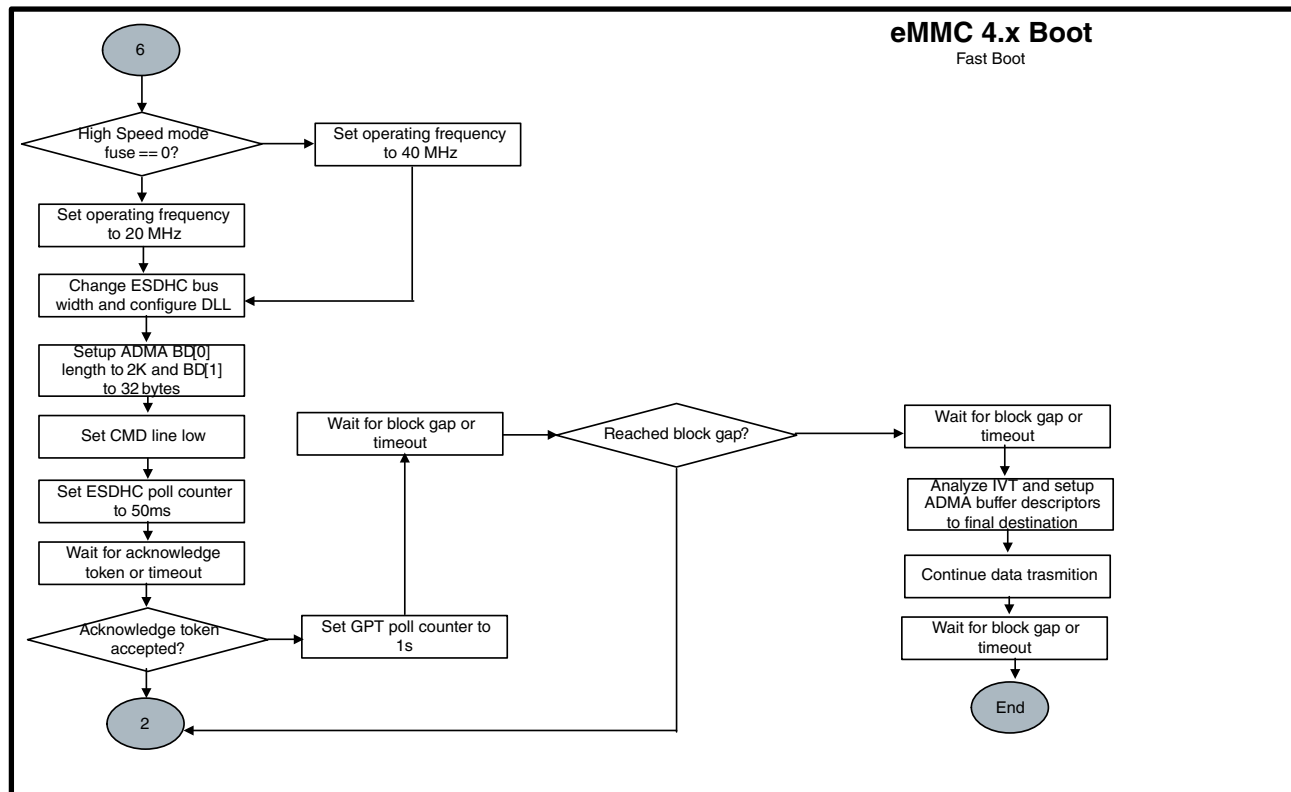 eMMC 4.x Boot
Fast Boot
6
High Speed mode
fuse == 0?
Set operating frequency
to 40 MHz
Set operating frequency
to 20 MHz
Change ESDHC bus
width and configure DLL
Setup ADMA BD[0]
length to 2K and BD[1]
to 32 bytes
Set CMD line low
Set ESDHC poll counter
to 50ms
Wait for acknowledge
token or timeout
Acknowledge token
accepted?
2
Set GPT poll counter to
1s
Wait for block gap or
timeout
Reached block gap?
Wait for block gap or
timeout
Analyze IVT and setup
ADMA buffer descriptors
to final destination
Continue data trasmition
Wait for block gap or
timeout
End